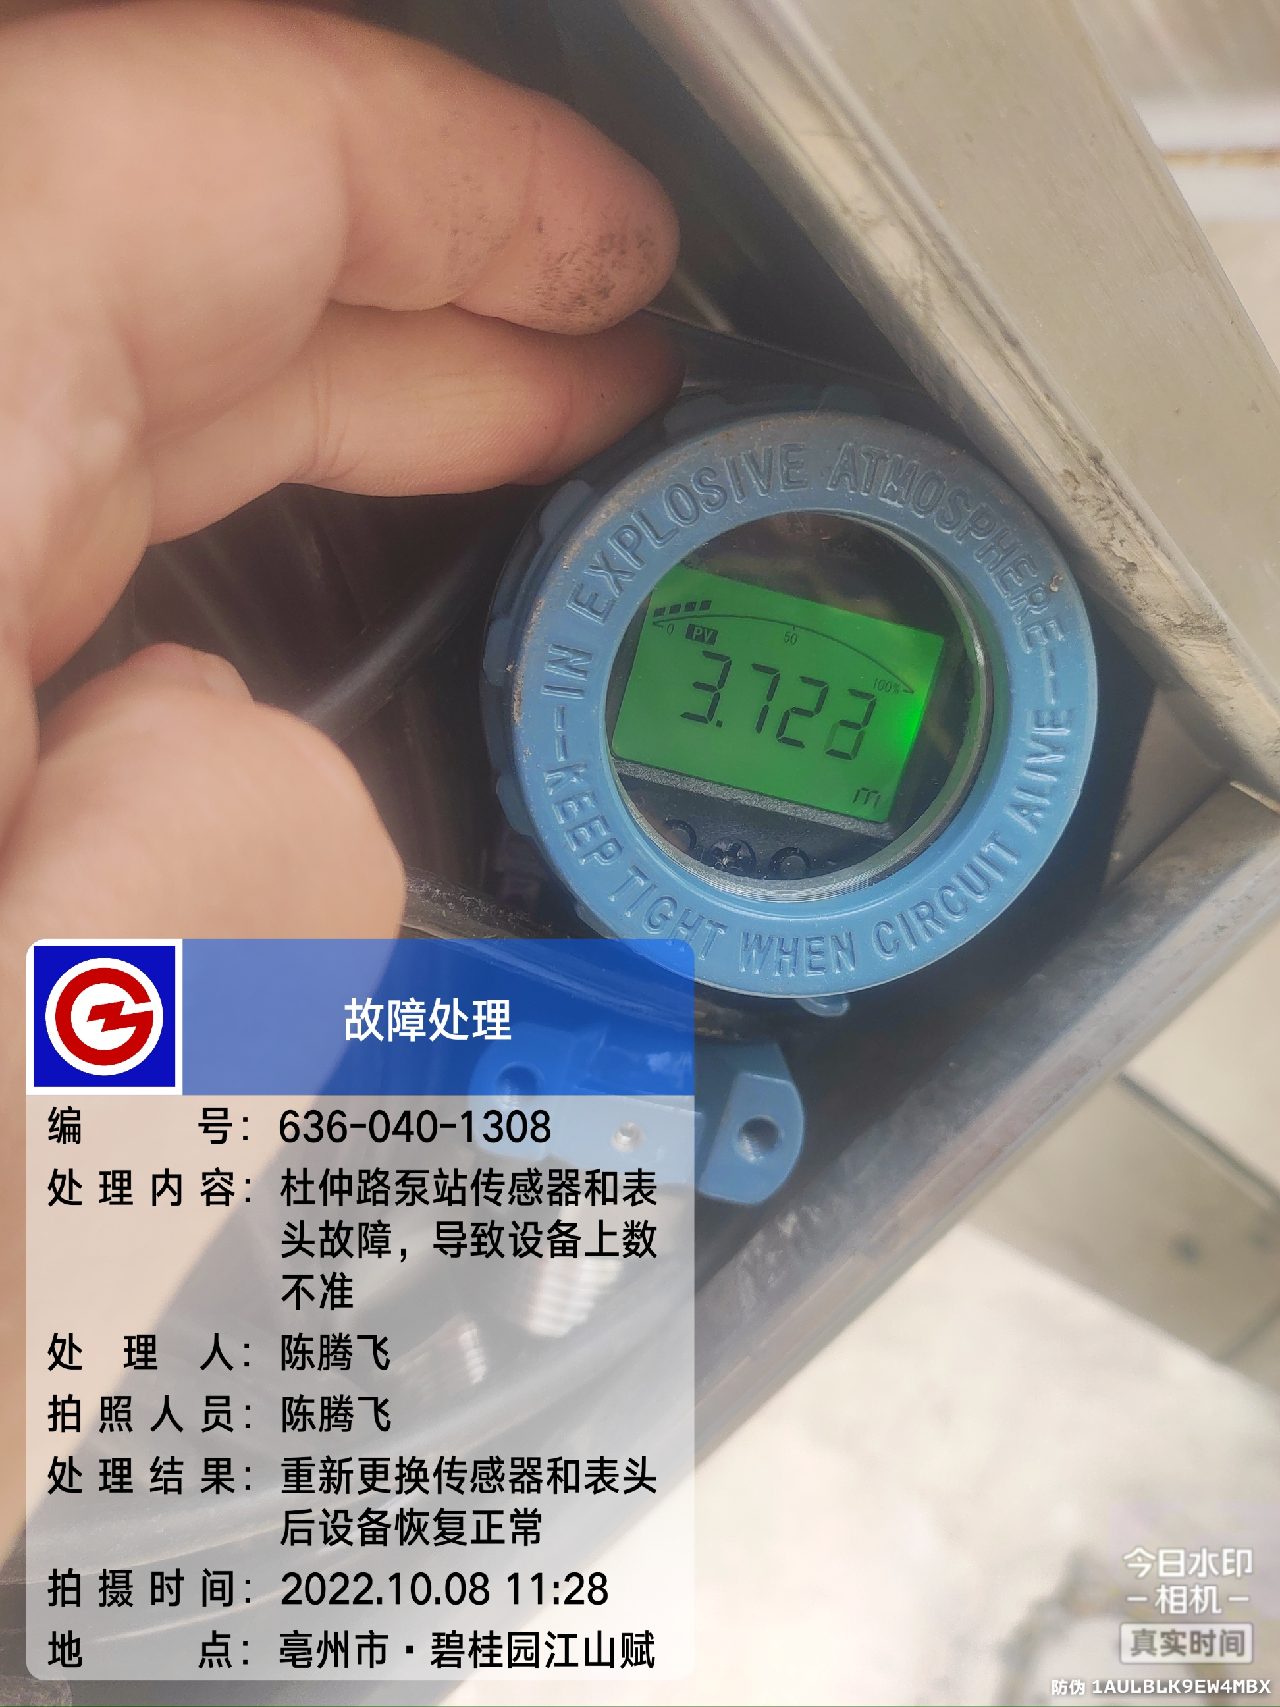 IN EXPLOSIVE ATMOSPHERE
KEEP TIGHT WHEN CIRCUIT ALIVE
0 PV 50 100%
3.722
m
故障处理
编号：636-040-1308
处理内容：杜仲路泵站传感器和表
头故障，导致设备上数
不准
处理人：陈腾飞
拍照人员：陈腾飞
处理结果：重新更换传感器和表头
后设备恢复正常
拍摄时间：2022.10.08 11:28
地点：亳州市·碧桂园江山赋
今日水印
-相机-
真实时间
防伪 1AULBLK9EW4MBX